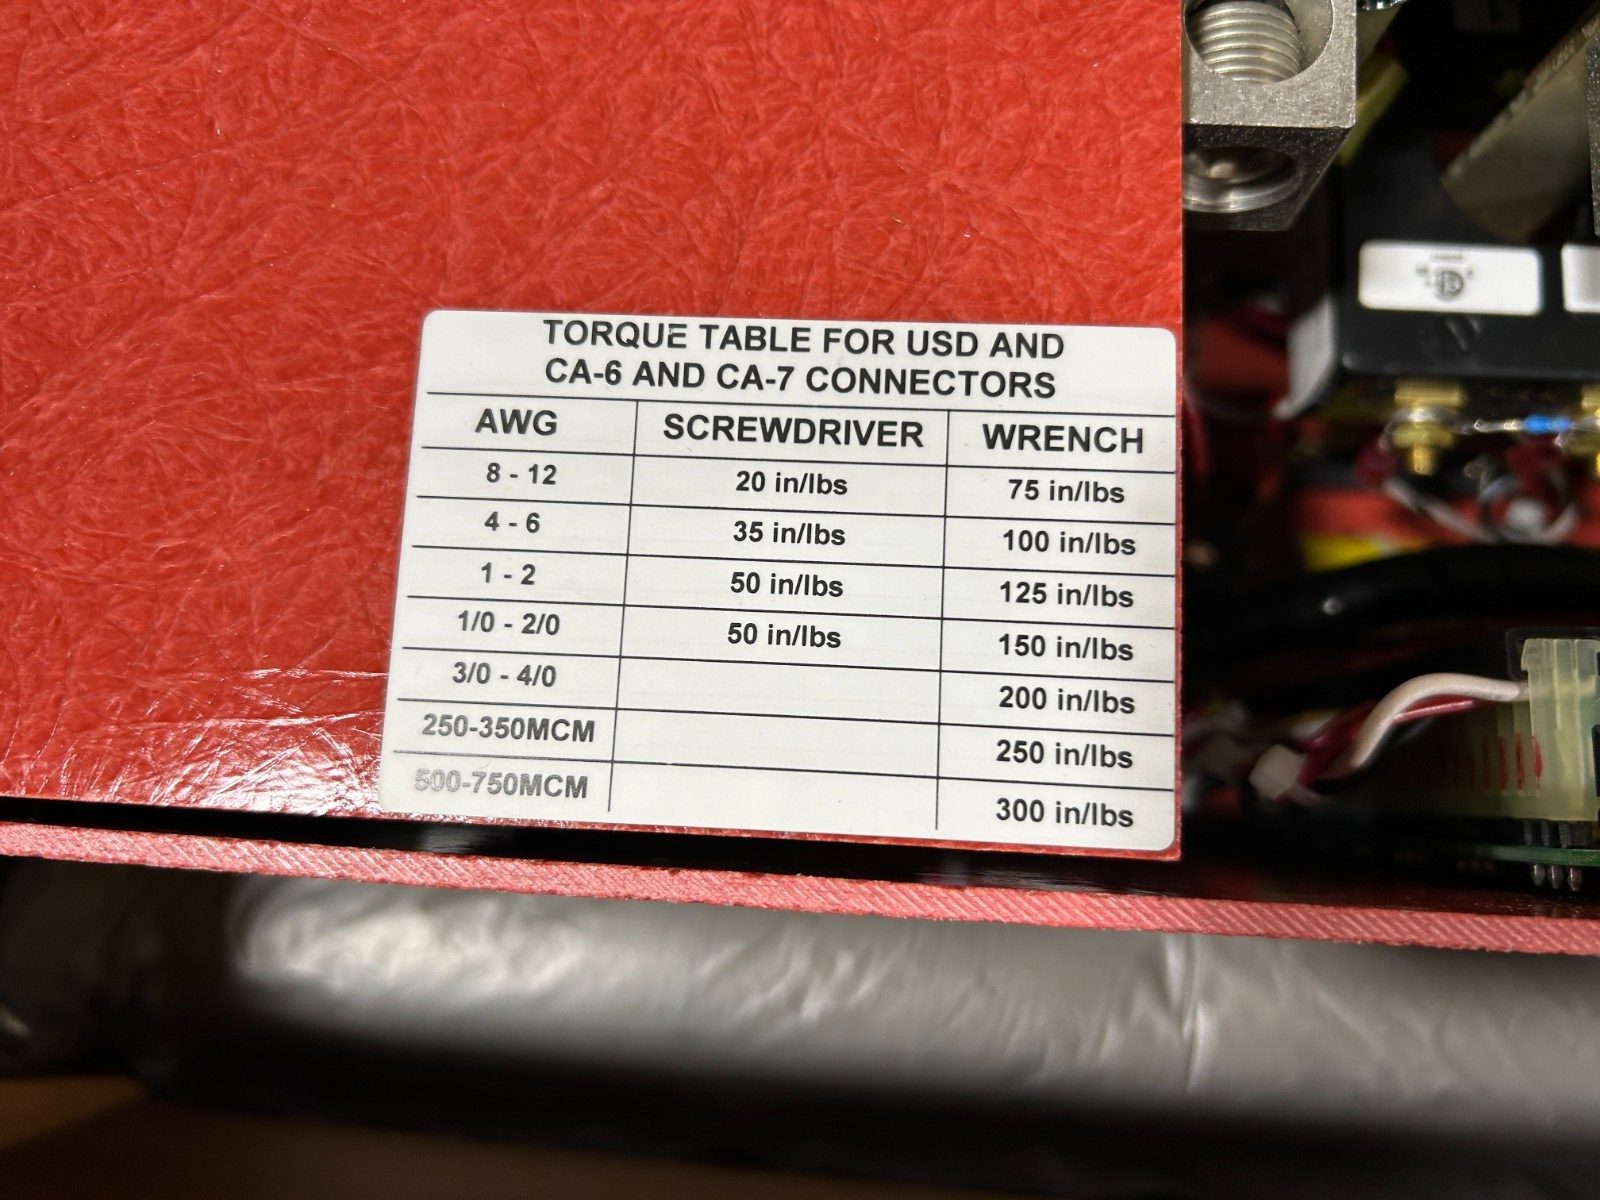 TORQUE TABLE FOR USD AND
CA-6 AND CA-7 CONNECTORS
AWG SCREWDRIVER WRENCH
8 - 12 20 in/lbs 75 in/lbs
4 - 6 35 in/lbs 100 in/lbs
1 - 2 50 in/lbs 125 in/lbs
1/0 - 2/0 50 in/lbs 150 in/lbs
3/0 - 4/0 200 in/lbs
250-350MCM 250 in/lbs
500-750MCM 300 in/lbs